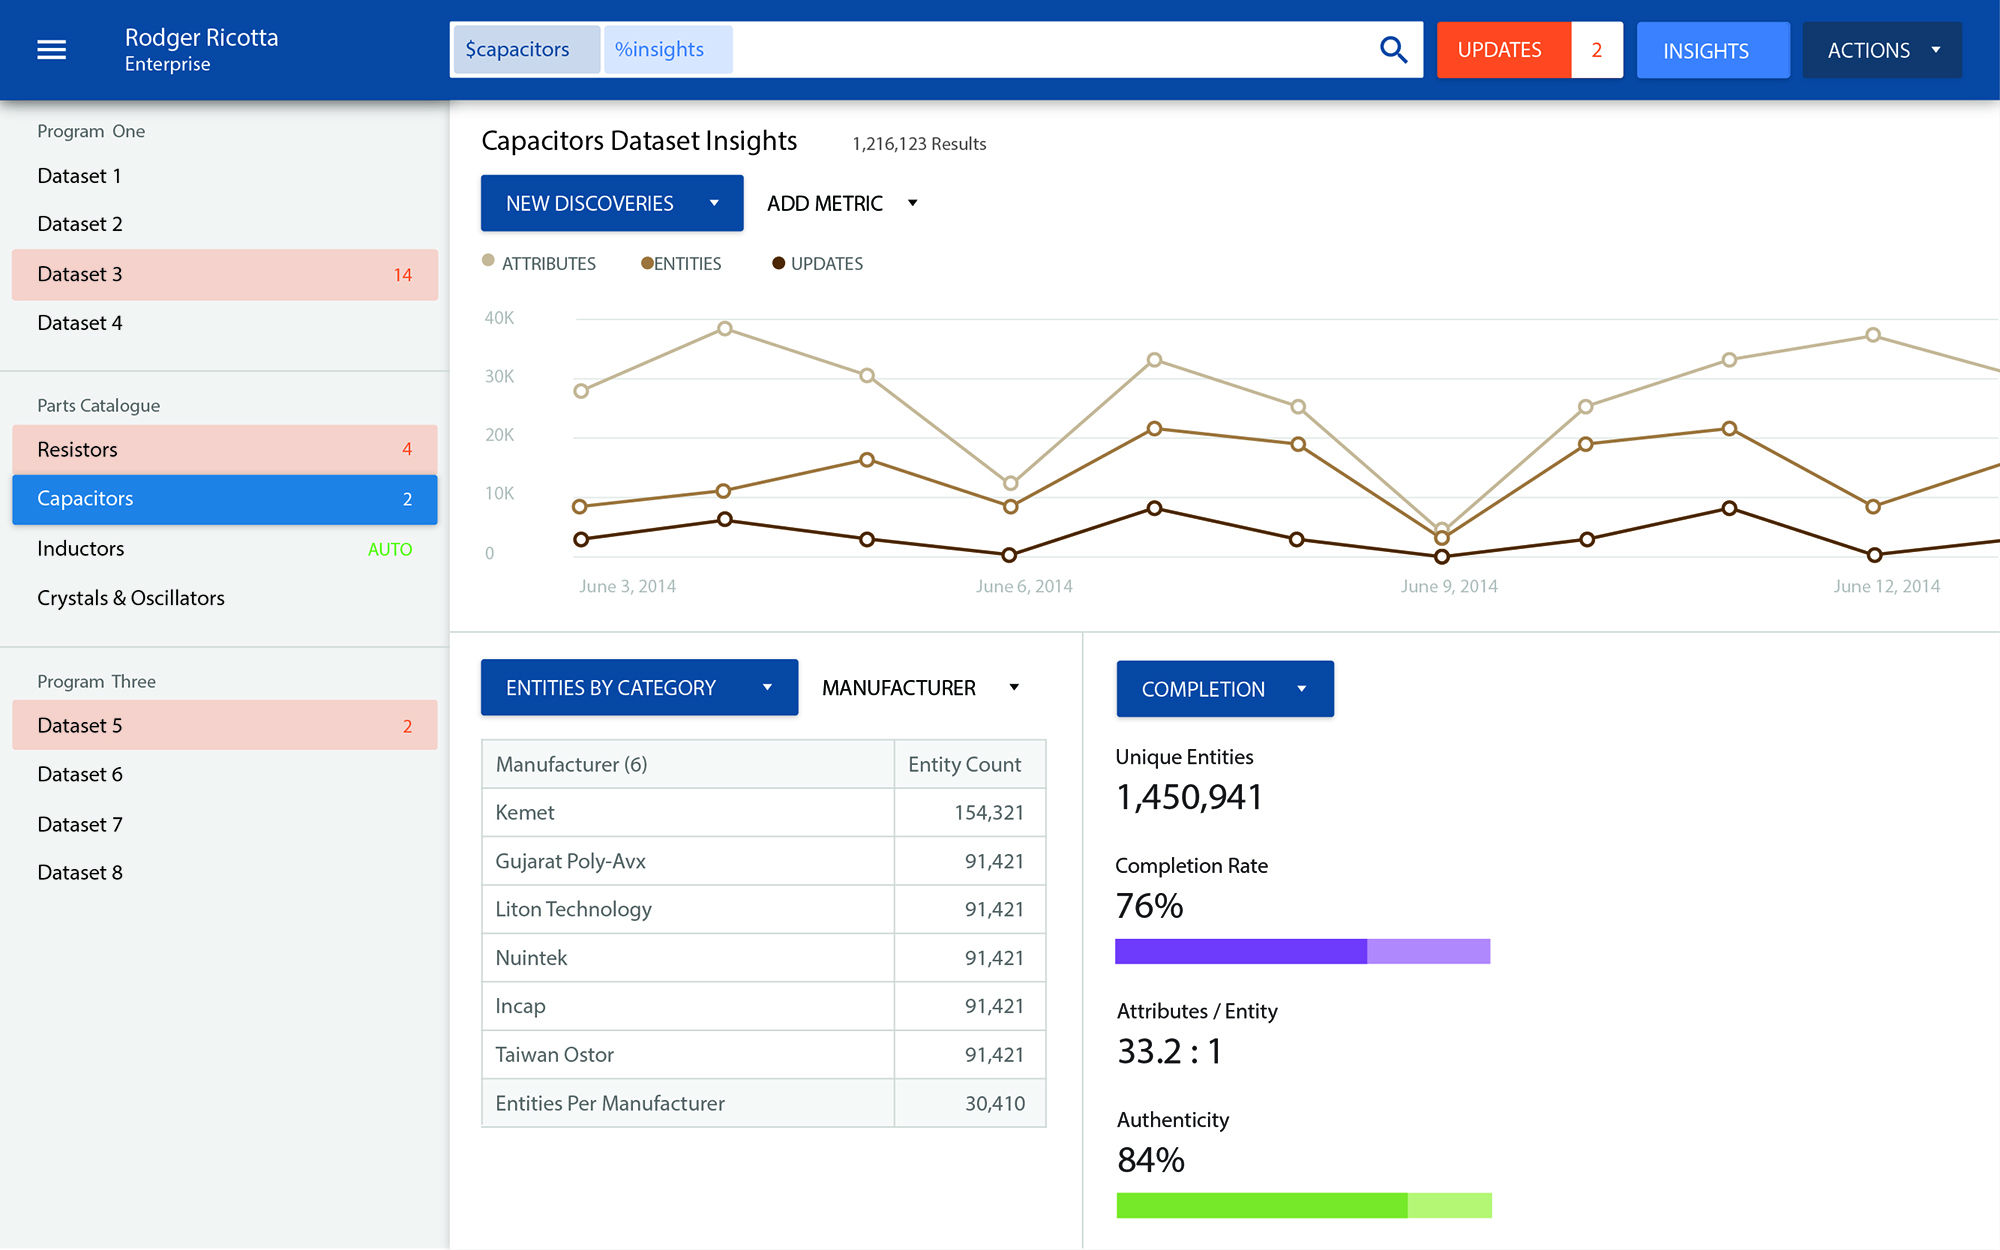 Rodger Ricotta
Enterprise
$capacitors
%insights
UPDATES 2
INSIGHTS
ACTIONS
Program One
Dataset 1
Dataset 2
Dataset 3 14
Dataset 4
Parts Catalogue
Resistors 4
Capacitors 2
Inductors AUTO
Crystals & Oscillators
Program Three
Dataset 5 2
Dataset 6
Dataset 7
Dataset 8
Capacitors Dataset Insights 1,216,123 Results
NEW DISCOVERIES ADD METRIC
ATTRIBUTES ENTITIES UPDATES
40K
30K
20K
10K
0
June 3, 2014 June 6, 2014 June 9, 2014 June 12, 2014
ENTITIES BY CATEGORY MANUFACTURER
Manufacturer (6) Entity Count
Kemet 154,321
Gujarat Poly-Avx 91,421
Liton Technology 91,421
Nuintek 91,421
Incap 91,421
Taiwan Ostor 91,421
Entities Per Manufacturer 30,410
COMPLETION
Unique Entities
1,450,941
Completion Rate
76%
Attributes / Entity
33.2 : 1
Authenticity
84%